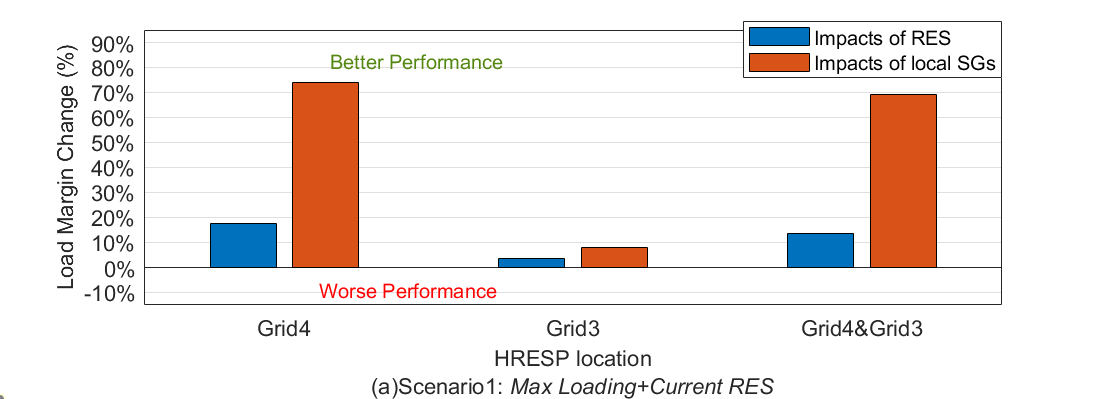 Impacts of RES
Impacts of local SGs
Better Performance
Worse Performance
Load Margin Change (%)
90%
80%
70%
60%
50%
40%
30%
20%
10%
0%
-10%
Grid4 Grid3 Grid4&Grid3
HRESP location
(a)Scenario1: Max Loading+Current RES